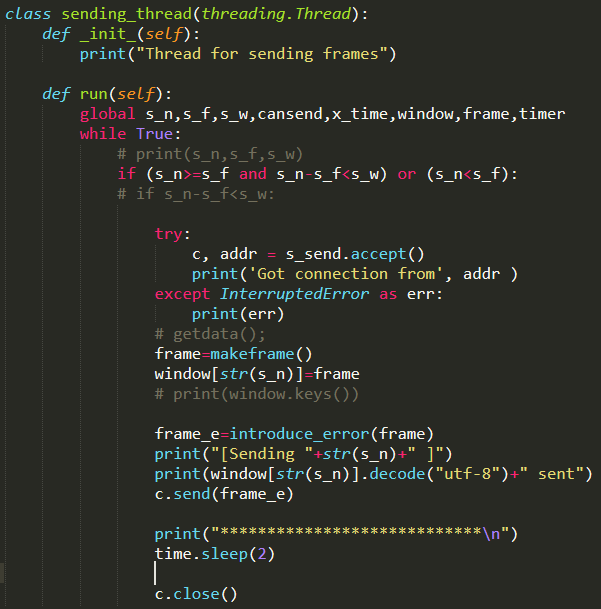 class sending_thread(threading.Thread):
    def _init_(self):
        print("Thread for sending frames")
    def run(self):
        global s_n,s_f,s_w,cansend,x_time,window,frame,timer
        while True:
            # print(s_n,s_f,s_w)
            if (s_n>=s_f and s_n-s_f<s_w) or (s_n<s_f):
            # if s_n-s_f<s_w:
                try:
                    c, addr = s_send.accept()
                    print('Got connection from', addr )
                except InterruptedError as err:
                    print(err)
                # getdata();
                frame=makeframe()
                window[str(s_n)]=frame
                # print(window.keys())
                frame_e=introduce_error(frame)
                print("[Sending "+str(s_n)+" ]")
                print(window[str(s_n)].decode("utf-8")+" sent")
                c.send(frame_e)
                print("****************************\n")
                time.sleep(2)
                c.close()